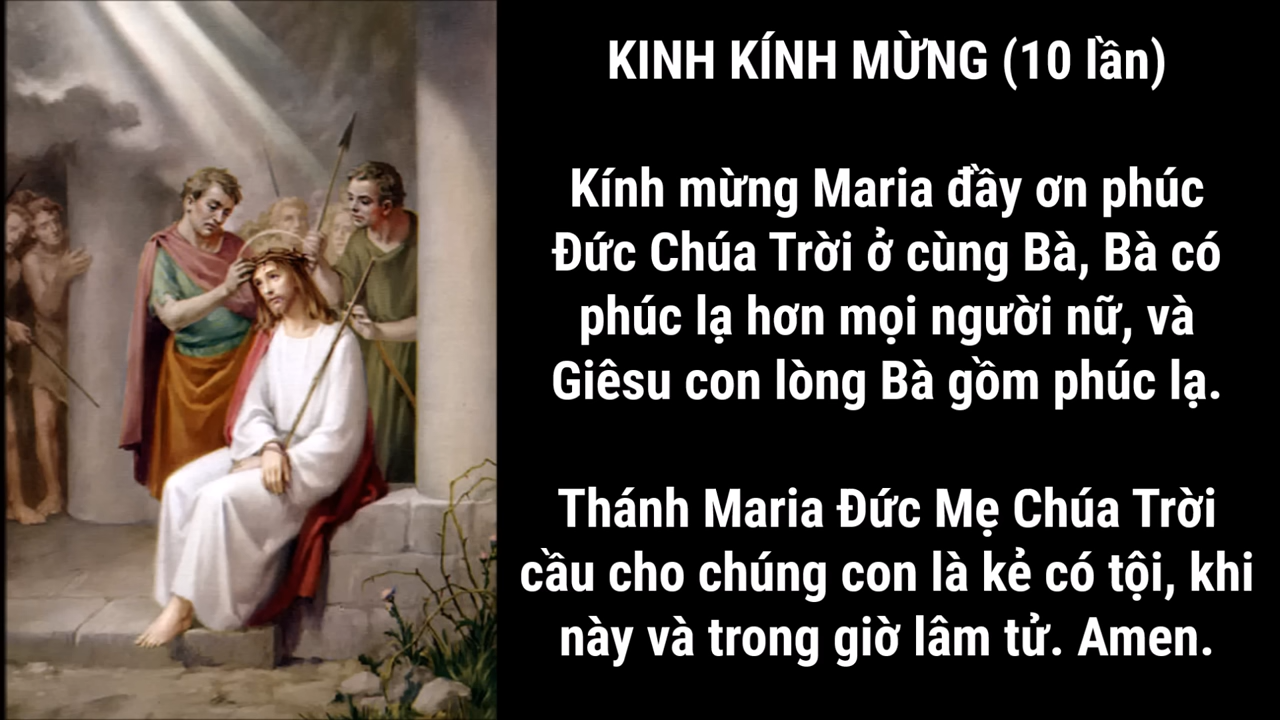 KINH KÍNH MỪNG (10 lần)
Kính mừng Maria đầy ơn phúc
Đức Chúa Trời ở cùng Bà, Bà có
phúc lạ hơn mọi người nữ, và
Giêsu con lòng Bà gồm phúc lạ.
Thánh Maria Đức Mẹ Chúa Trời
cầu cho chúng con là kẻ có tội, khi
này và trong giờ lâm tử. Amen.